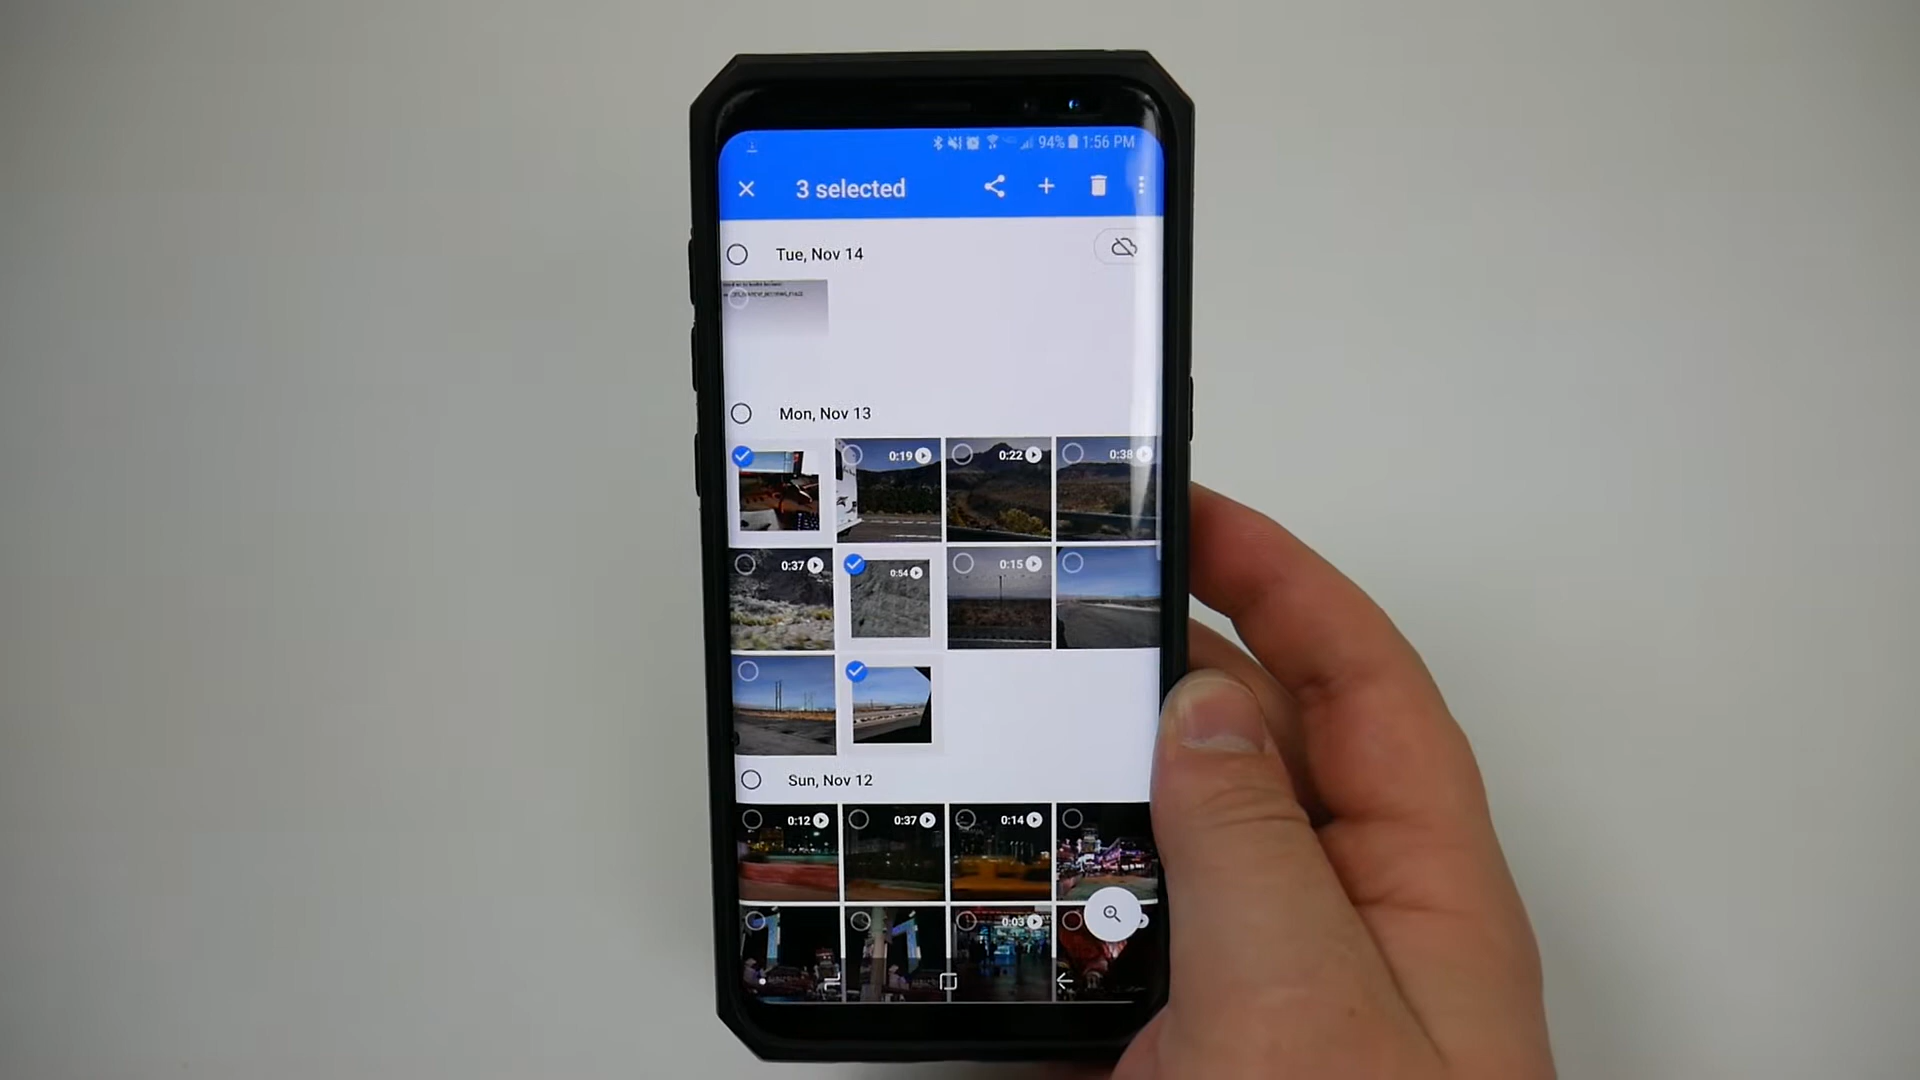 94% 1:56 PM
3 selected
Tue, Nov 14
Mon, Nov 13
0:19 0:22 0:38
0:37 0:54 0:15
Sun, Nov 12
0:12 0:37 0:14
0:03